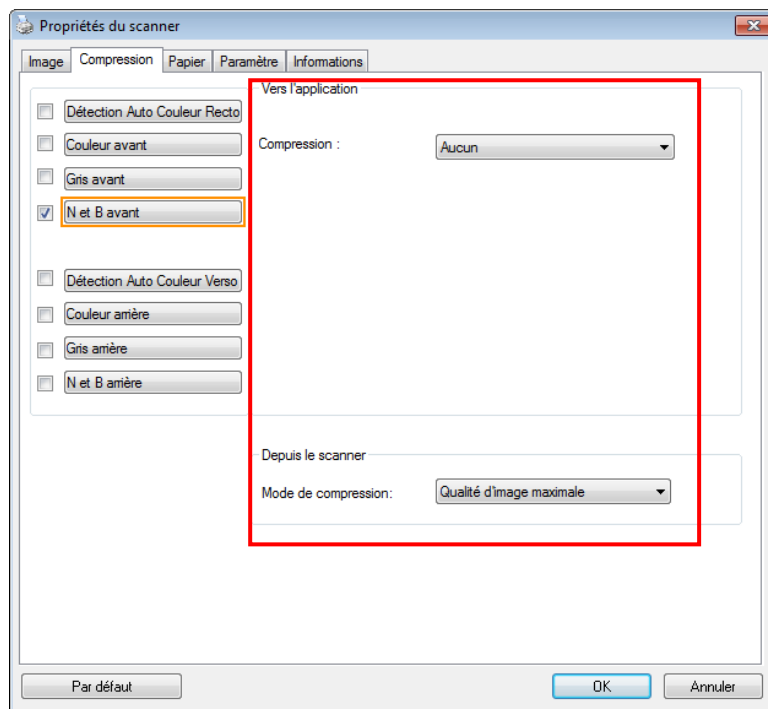 Propriétés du scanner
Image Compression Papier Paramètre Informations
Vers l'application
Détection Auto Couleur Recto
Couleur avant
Compression : Aucun
Gris avant
N et B avant
Détection Auto Couleur Verso
Couleur arrière
Gris arrière
N et B arrière
Depuis le scanner
Mode de compression: Qualité d'image maximale
Par défaut OK Annuler